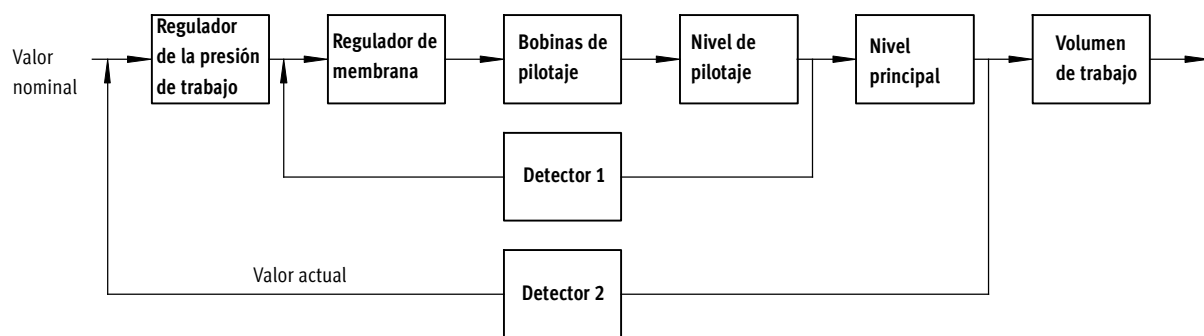 Valor
nominal
Regulador
de la presión
de trabajo
Regulador de
membrana
Bobinas de
pilotaje
Nivel de
pilotaje
Nivel
principal
Volumen
de trabajo
Detector 1
Valor actual
Detector 2